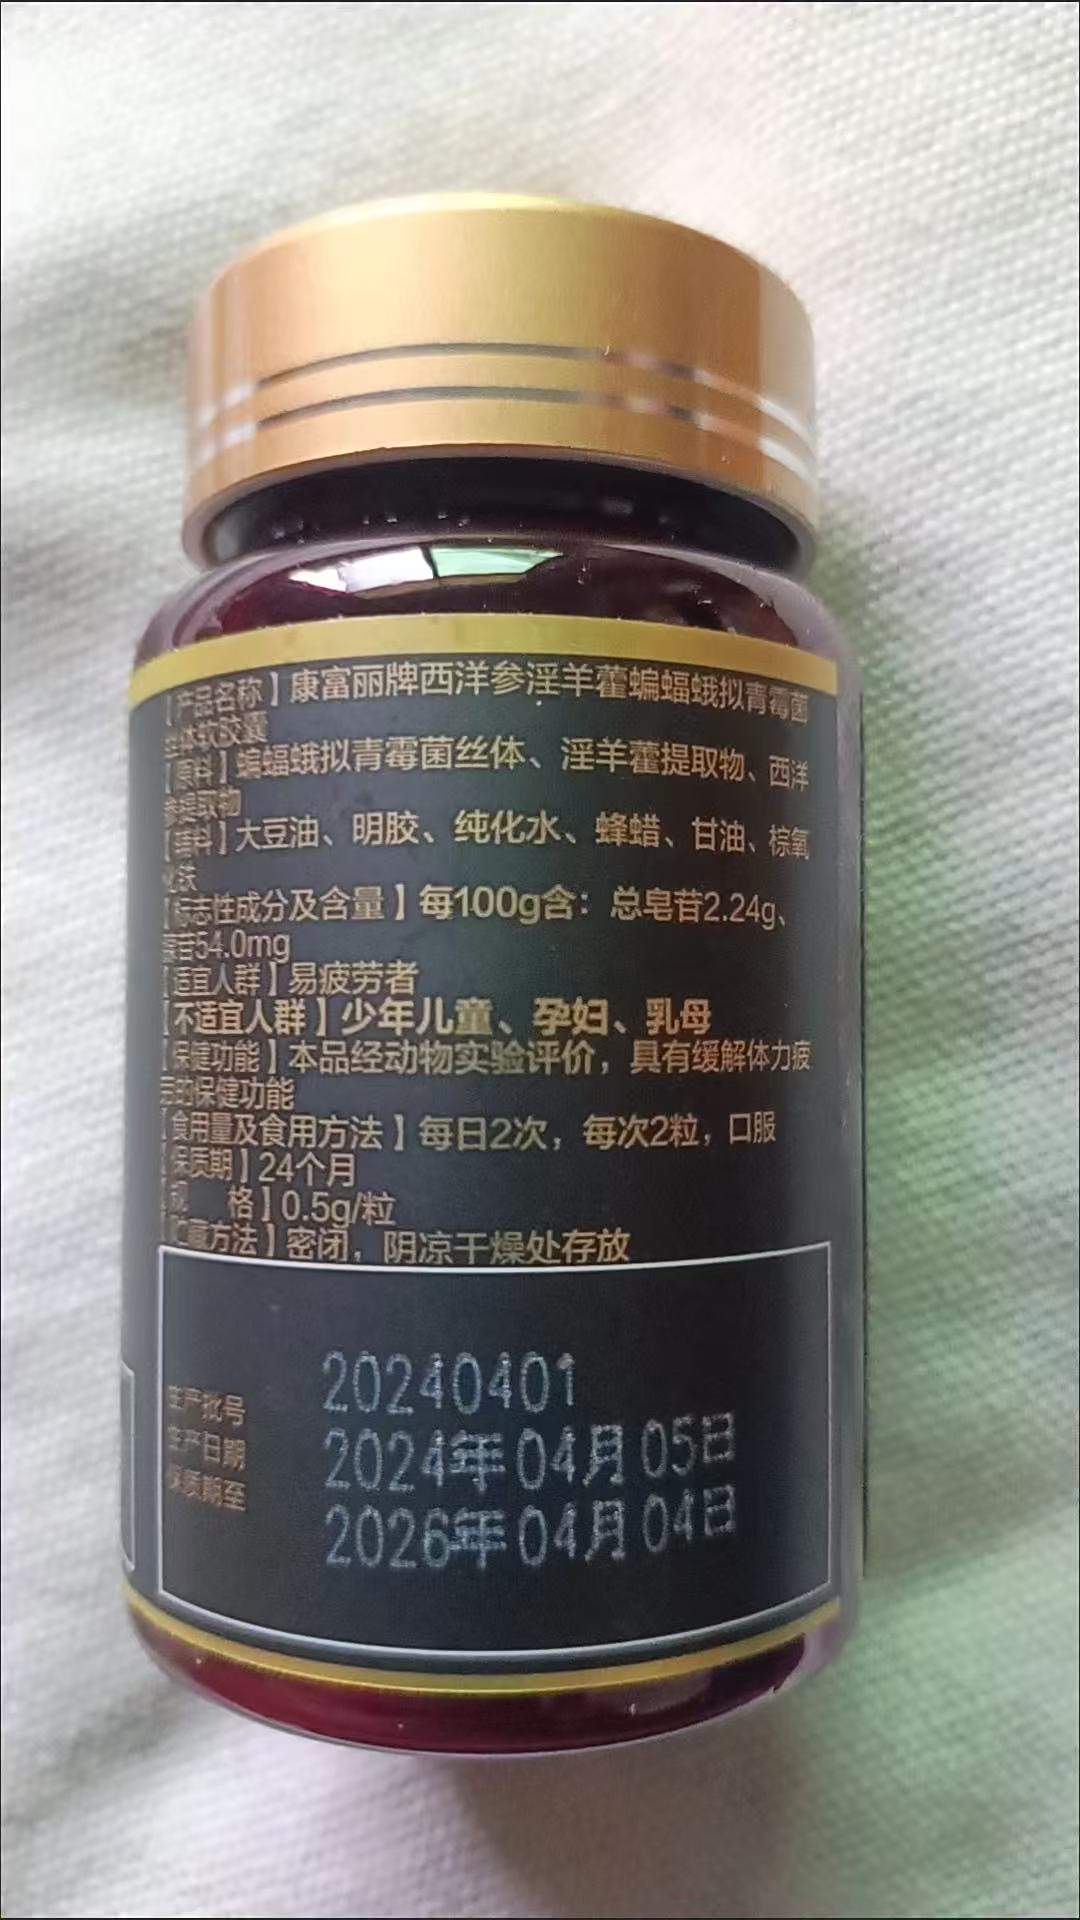 【产品名称】康富丽牌西洋参淫羊藿蝙蝠蛾拟青霉菌
丝体软胶囊
【原料】蝙蝠蛾拟青霉菌丝体、淫羊藿提取物、西洋
参提取物
【辅料】大豆油、明胶、纯化水、蜂蜡、甘油、棕氧
化铁
【标志性成分及含量】每100g含：总皂苷2.24g、
腺苷54.0mg
【适宜人群】易疲劳者
【不适宜人群】少年儿童、孕妇、乳母
【保健功能】本品经动物实验评价，具有缓解体力疲
劳的保健功能
【食用量及食用方法】每日2次，每次2粒，口服
【保质期】24个月
【规 格】0.5g/粒
【贮藏方法】密闭，阴凉干燥处存放
生产批号 20240401
生产日期 2024年04月05日
保质期至 2026年04月04日